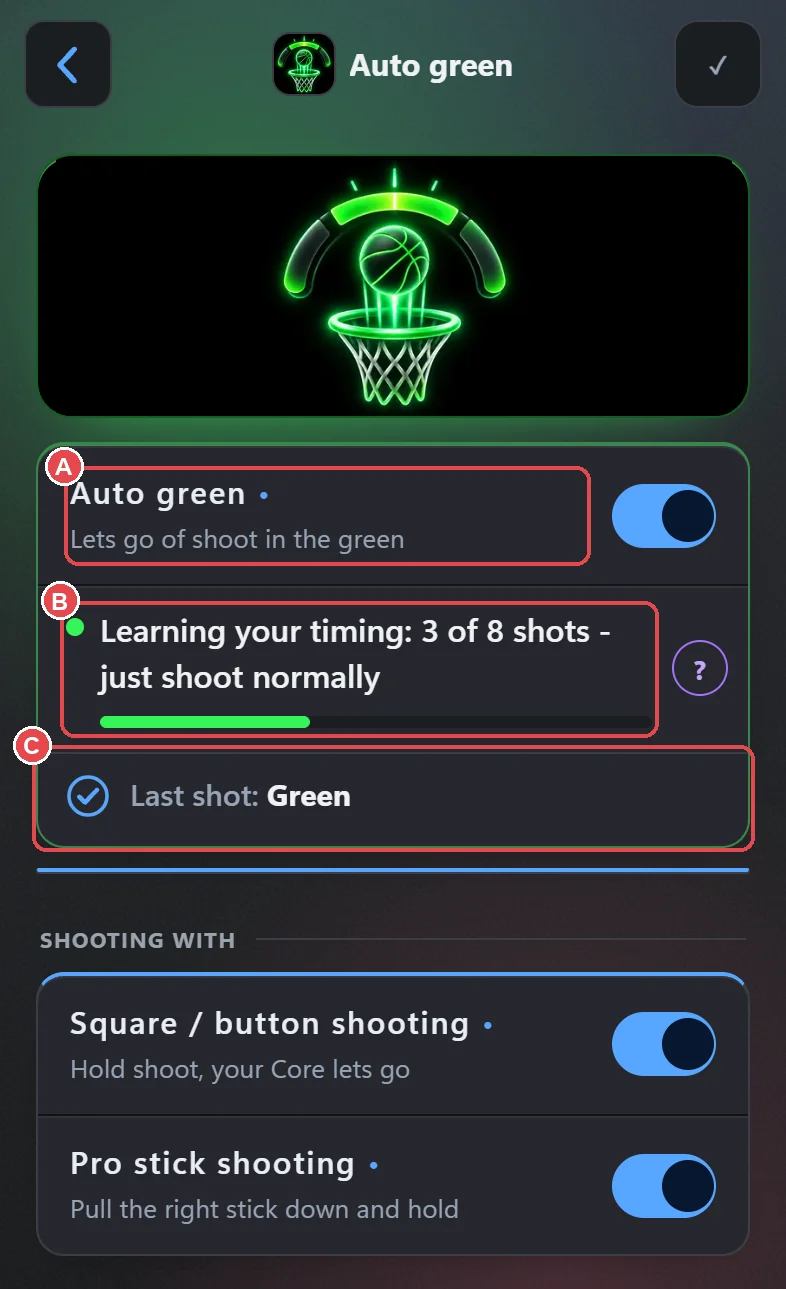 Auto green
A
Auto green •
Lets go of shoot in the green
B
Learning your timing: 3 of 8 shots -
just shoot normally
?
C
Last shot: Green
SHOOTING WITH
Square / button shooting •
Hold shoot, your Core lets go
Pro stick shooting •
Pull the right stick down and hold